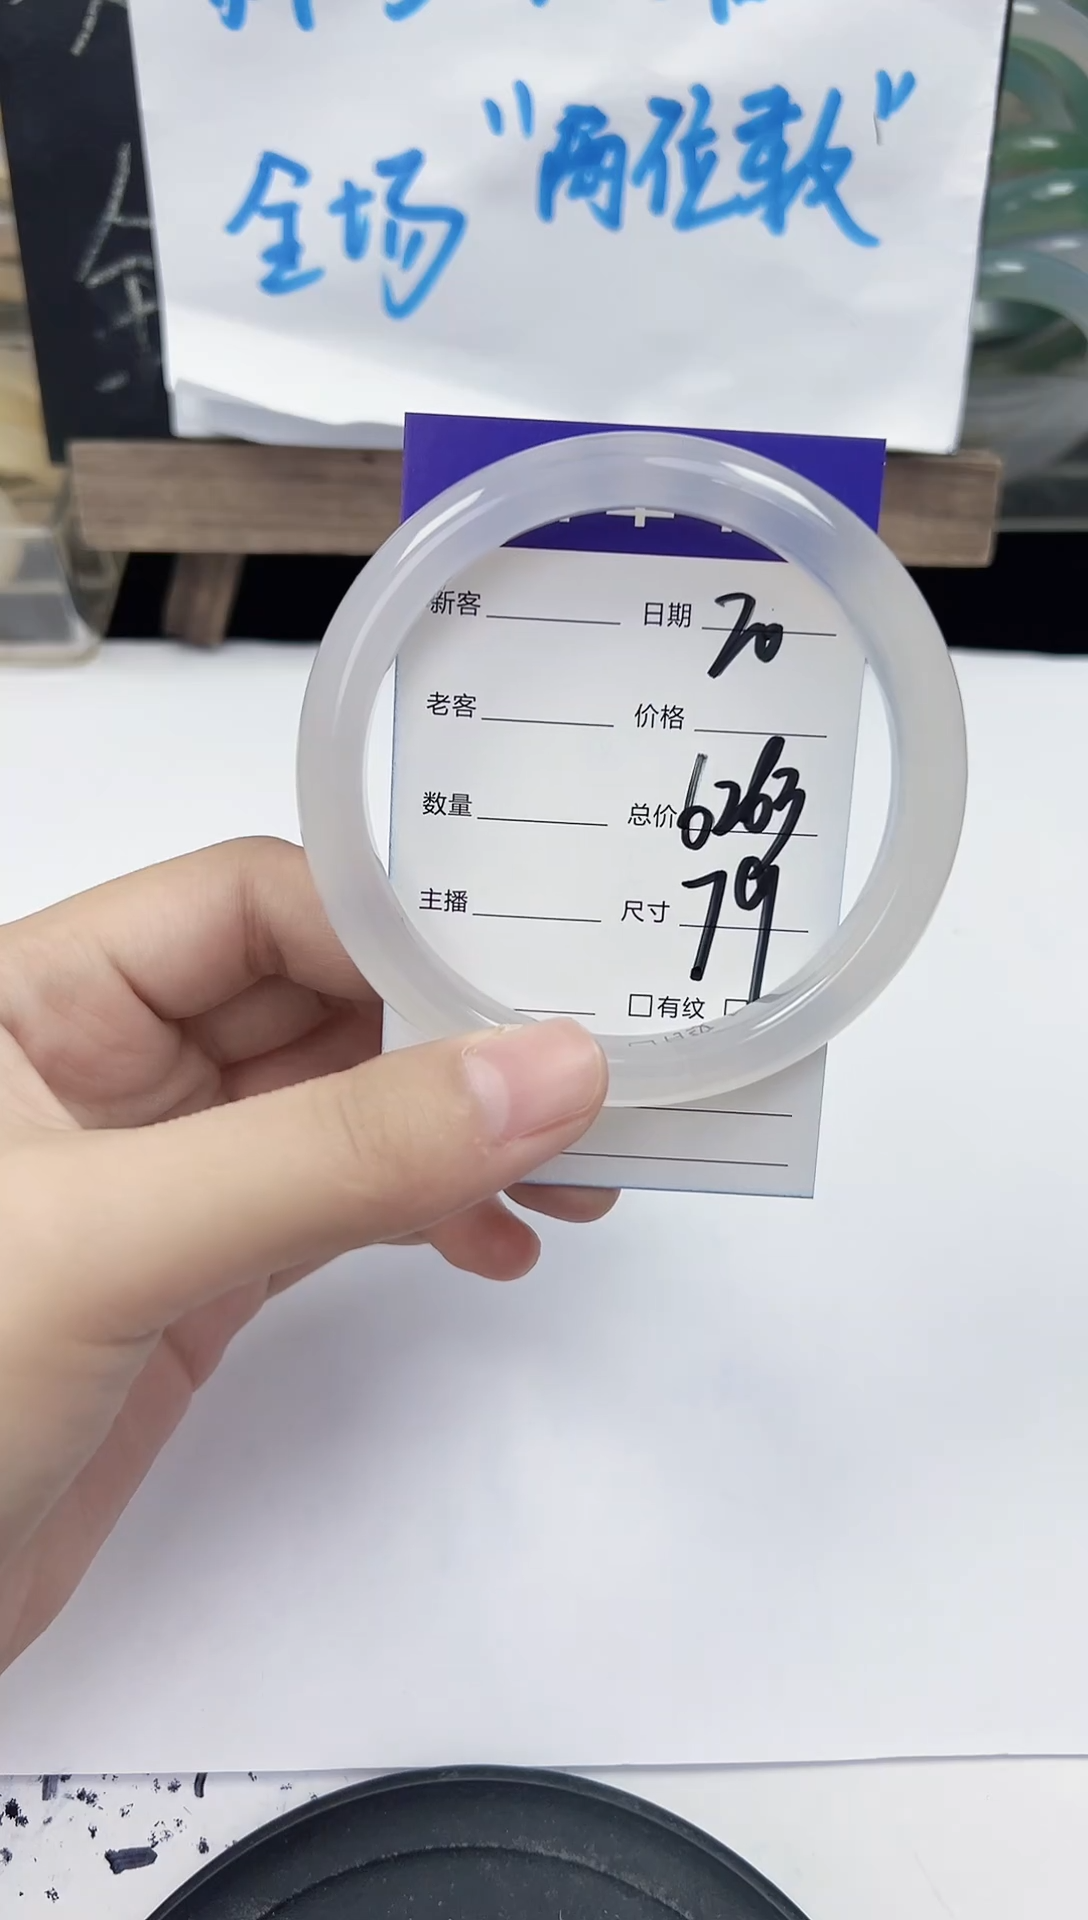 全场 "两位数"
新客 日期 20
老客 价格
数量 总价 6263
主播 尺寸 79
有纹